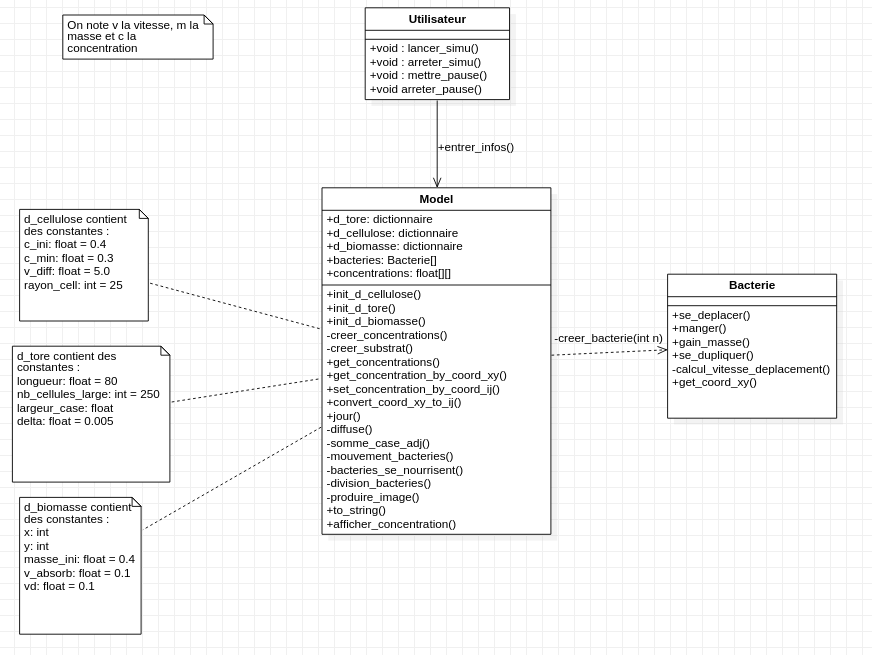 On note v la vitesse, m la
masse et c la
concentration
Utilisateur
+void : lancer_simu()
+void : arreter_simu()
+void : mettre_pause()
+void arreter_pause()
+entrer_infos()
Model
+d_tore: dictionnaire
+d_cellulose: dictionnaire
+d_biomasse: dictionnaire
+bacteries: Bacterie[]
+concentrations: float[][]
+init_d_cellulose()
+init_d_tore()
+init_d_biomasse()
-creer_concentrations()
-creer_substrat()
+get_concentrations()
+get_concentration_by_coord_xy()
+set_concentration_by_coord_ij()
+convert_coord_xy_to_ij()
+jour()
-diffuse()
-somme_case_adj()
-mouvement_bacteries()
-bacteries_se_nourrisent()
-division_bacteries()
-produire_image()
+to_string()
+afficher_concentration()
d_cellulose contient
des constantes :
c_ini: float = 0.4
c_min: float = 0.3
v_diff: float = 5.0
rayon_cell: int = 25
d_tore contient des
constantes :
longueur: float = 80
nb_cellules_large: int = 250
largeur_case: float
delta: float = 0.005
d_biomasse contient
des constantes :
x: int
y: int
masse_ini: float = 0.4
v_absorb: float = 0.1
vd: float = 0.1
-creer_bacterie(int n)
Bacterie
+se_deplacer()
+manger()
+gain_masse()
+se_dupliquer()
-calcul_vitesse_deplacement()
+get_coord_xy()